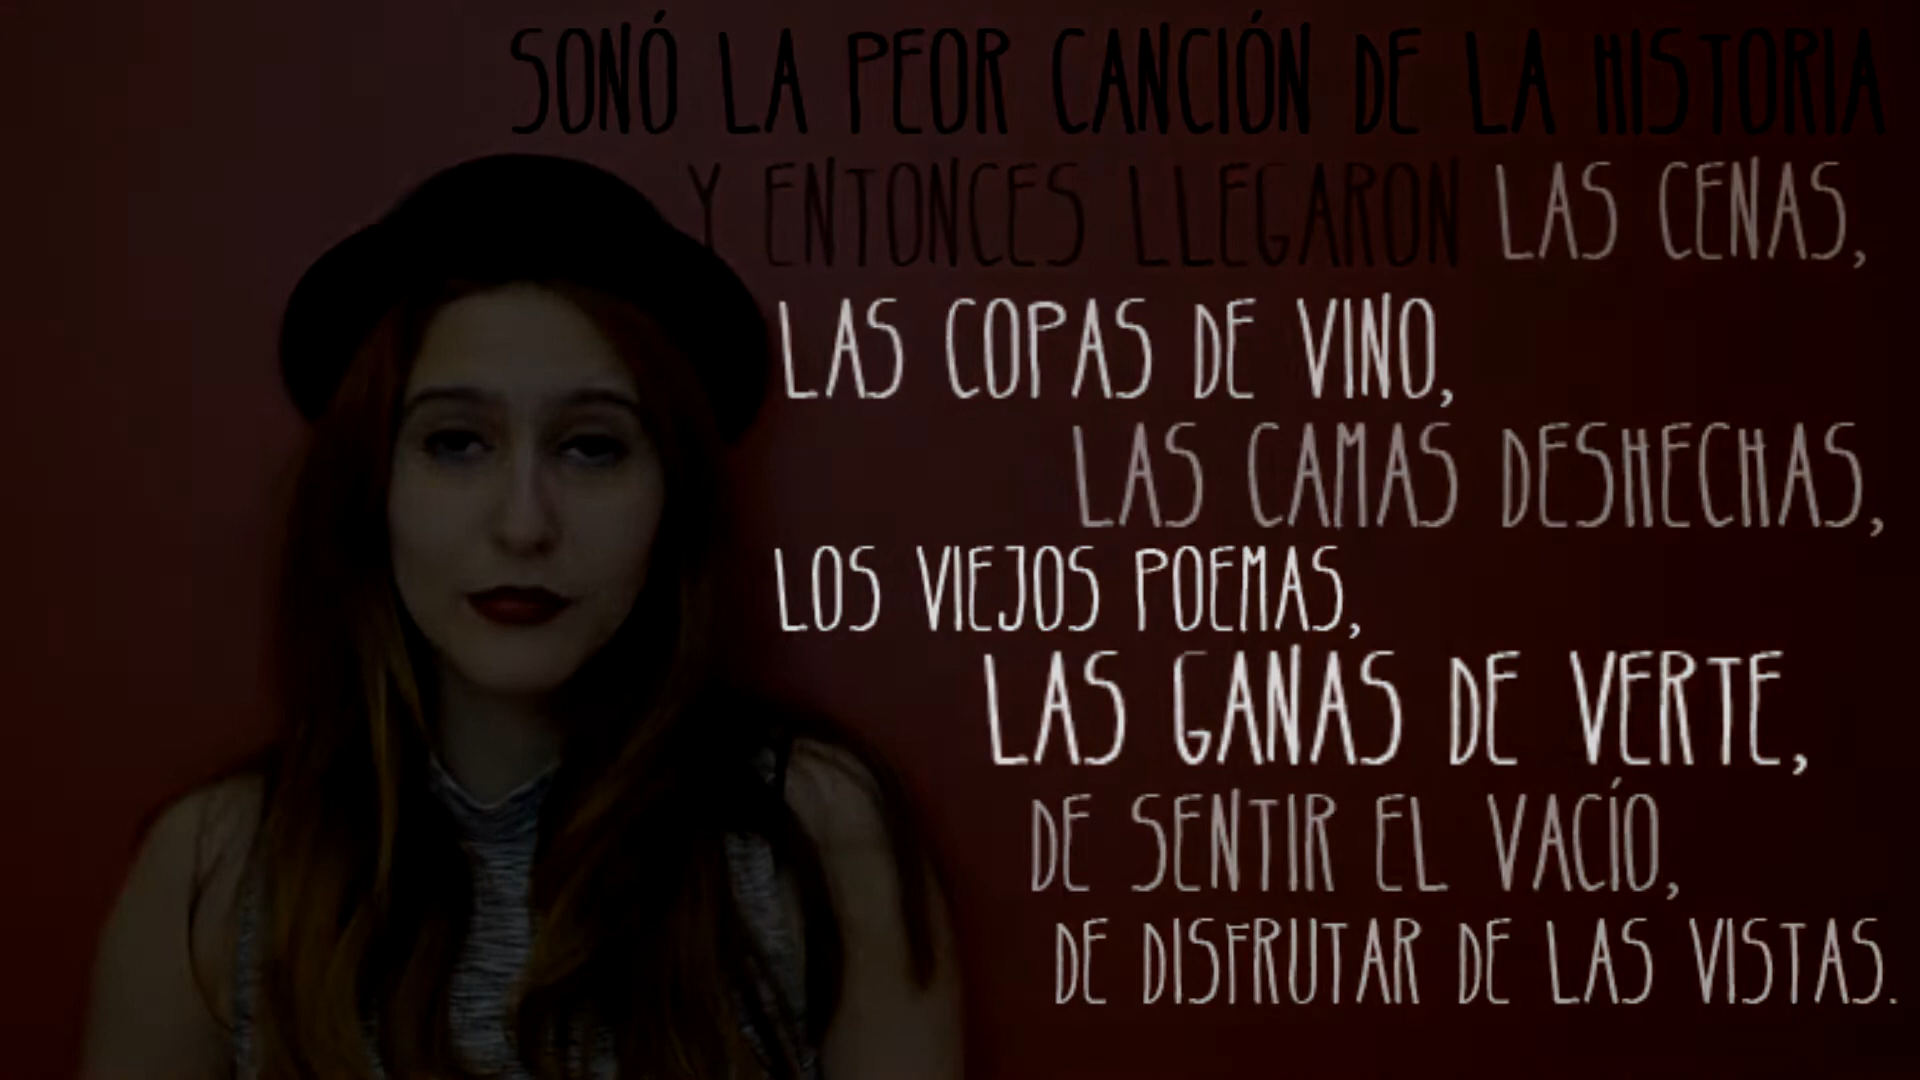 SONÓ LA PEOR CANCIÓN DE LA HISTORIA
Y ENTONCES LLEGARON LAS CENAS,
LAS COPAS DE VINO,
LAS CAMAS DESHECHAS,
LOS VIEJOS POEMAS,
LAS GANAS DE VERTE,
DE SENTIR EL VACÍO,
DE DISFRUTAR DE LAS VISTAS.